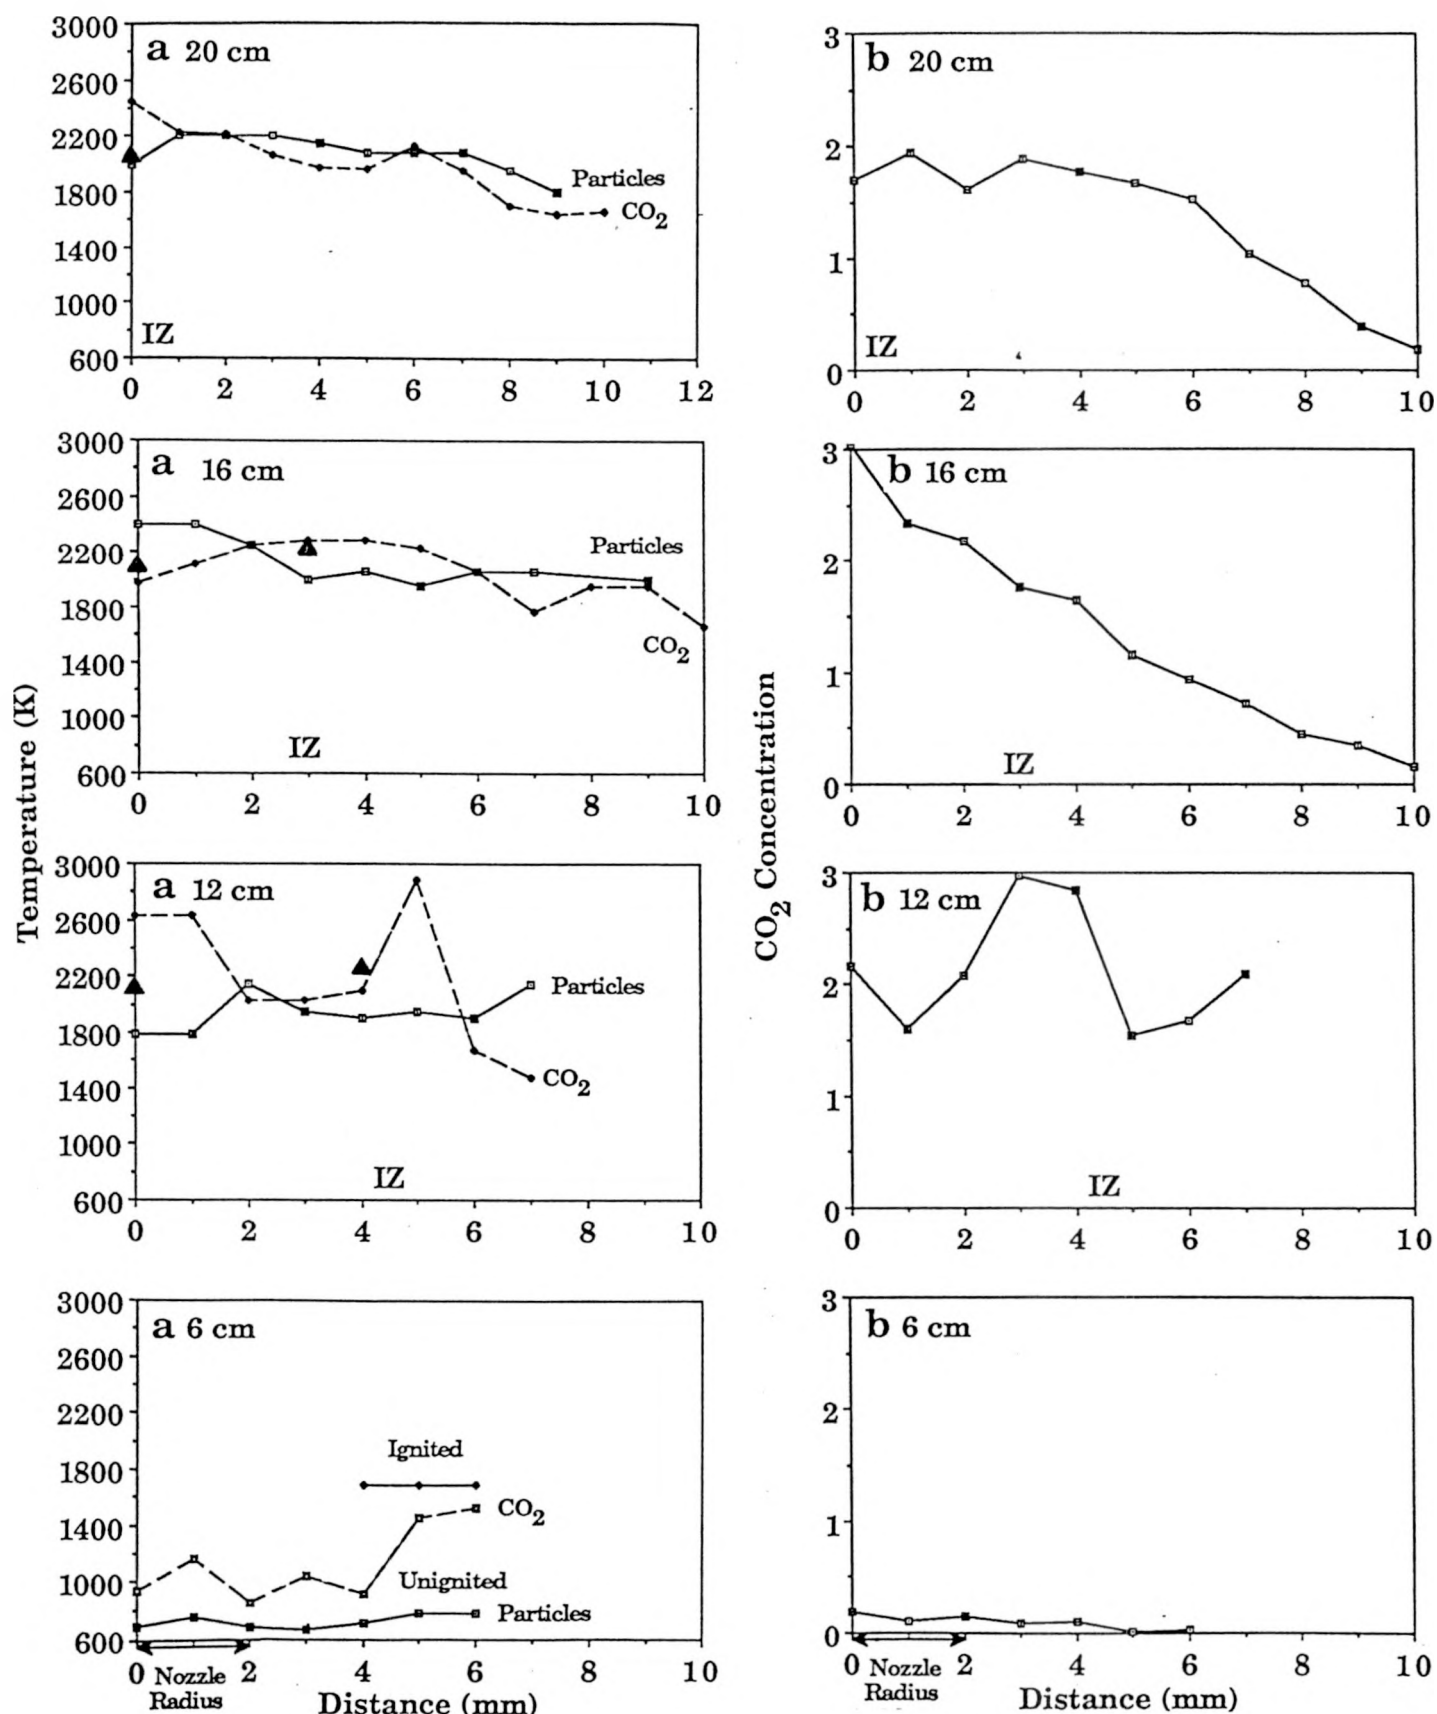 a 20 cm
3000
2600
2200
1800
1400
1000
600
Particles
CO2
IZ
0 2 4 6 8 10 12
b 20 cm
3
2
1
0
IZ
0 2 4 6 8 10
a 16 cm
3000
2600
2200
1800
1400
1000
600
Particles
CO2
IZ
0 2 4 6 8 10
b 16 cm
3
2
1
0
IZ
0 2 4 6 8 10
Temperature (K)
CO2 Concentration
a 12 cm
3000
2600
2200
1800
1400
1000
600
Particles
CO2
IZ
0 2 4 6 8 10
b 12 cm
3
2
1
0
IZ
0 2 4 6 8 10
a 6 cm
3000
2600
2200
1800
1400
1000
600
Ignited
CO2
Unignited
Particles
0 2 4 6 8 10
Nozzle
Radius
Distance (mm)
b 6 cm
3
2
1
0
0 2 4 6 8 10
Nozzle
Radius
Distance (mm)